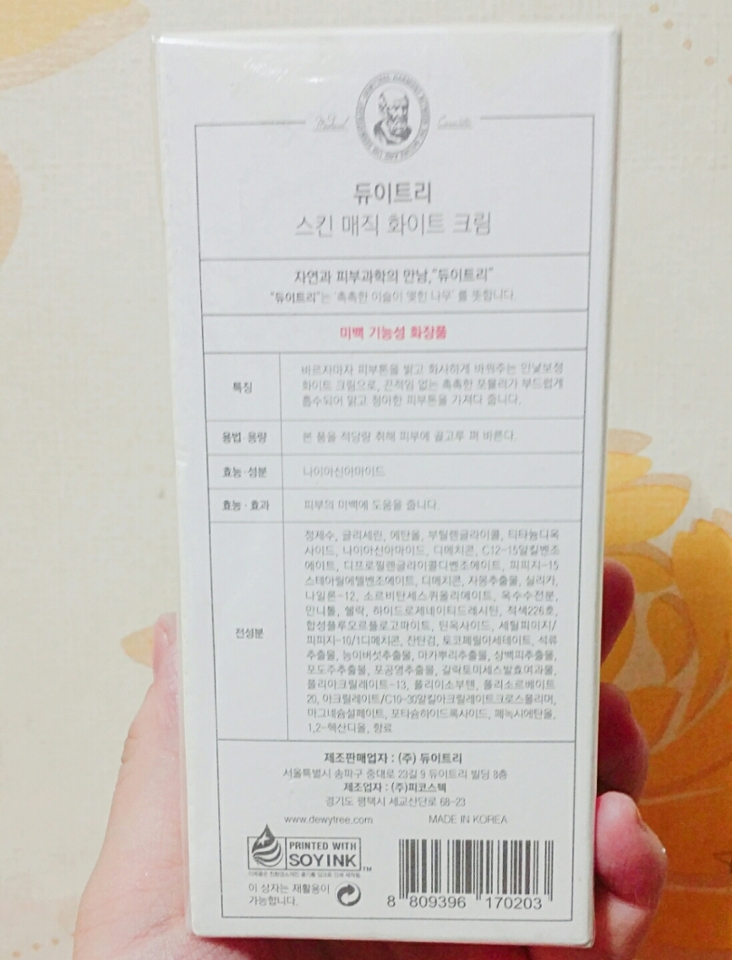 듀이트리
스킨 매직 화이트 크림
자연과 피부과학의 만남,"듀이트리"
"듀이트리"는 '촉촉한 이슬이 맺힌 나무' 를 뜻합니다.
미백 기능성 화장품
특징
바르자마자 피부톤을 밝고 화사하게 바꿔주는 안낯보정
화이트 크림으로, 끈적임 없는 촉촉한 포뮬러가 부드럽게
흡수되어 맑고 청아한 피부톤을 가져다 줍니다.
용법·용량
본 품을 적당량 취해 피부에 골고루 펴 바른다.
효능·성분
나이아신아마이드
효능·효과
피부의 미백에 도움을 줍니다.
전성분
정제수, 글리세린, 에탄올, 부틸렌글라이콜, 티타늄디옥
사이드, 나이아신아마이드, 디메치콘, C12-15알킬벤조
에이트, 디프로필렌글라이콜디벤조에이트, 피피지-15
스테아릴에텔벤조에이트, 디메치콘, 자몽추출물, 실리카,
나일론-12, 소르비탄세스퀴올리에이트, 옥수수전분,
만니톨, 쉘락, 하이드로제네이티드레시틴, 적색226호,
합성플루오르플로고파이트, 틴옥사이드, 세틸피이지/
피피지-10/1디메치콘, 잔탄검, 토코페릴아세테이트, 석류
추출물, 능이버섯추출물, 마카뿌리추출물, 상백피추출물,
포도주추출물, 포공영추출물, 갈락토미세스발효여과물,
폴리아크릴레이트-13, 폴리이소부텐, 폴리소르베이트
20, 아크릴레이트/C10-30알킬아크릴레이트크로스폴리머,
마그네슘설페이트, 포타슘하이드록사이드, 페녹시에탄올,
1,2-헥산디올, 향료
제조판매업자 : (주) 듀이트리
서울특별시 송파구 중대로 23길 9 듀이트리 빌딩 8층
제조업자 : (주)피코스텍
경기도 평택시 세교산단로 68-23
www.dewytree.com MADE IN KOREA
PRINTED WITH
SOY INK™
이 상자는 재활용이
가능합니다.
8 809396 170203